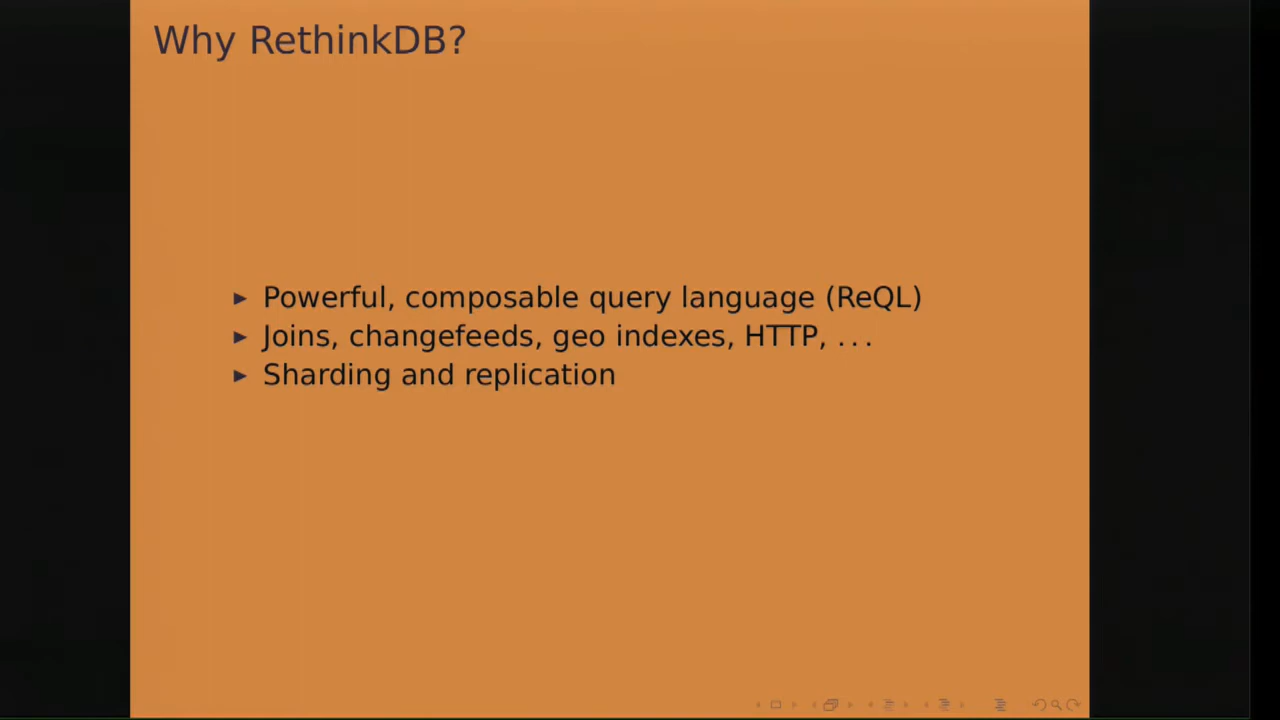 Why RethinkDB?
▸ Powerful, composable query language (ReQL)
▸ Joins, changefeeds, geo indexes, HTTP, ...
▸ Sharding and replication